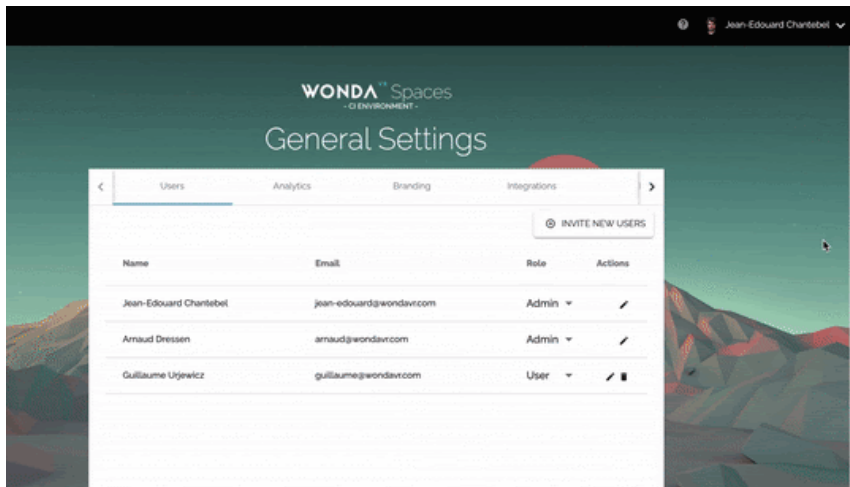 Jean-Edouard Chantebel
WONDA VR Spaces
- CI ENVIRONMENT -
General Settings
Users Analytics Branding Integrations
INVITE NEW USERS
Name Email Role Actions
Jean-Edouard Chantebel jean-edouard@wondavr.com Admin
Arnaud Dressen arnaud@wondavr.com Admin
Guillaume Urjewicz guillaume@wondavr.com User